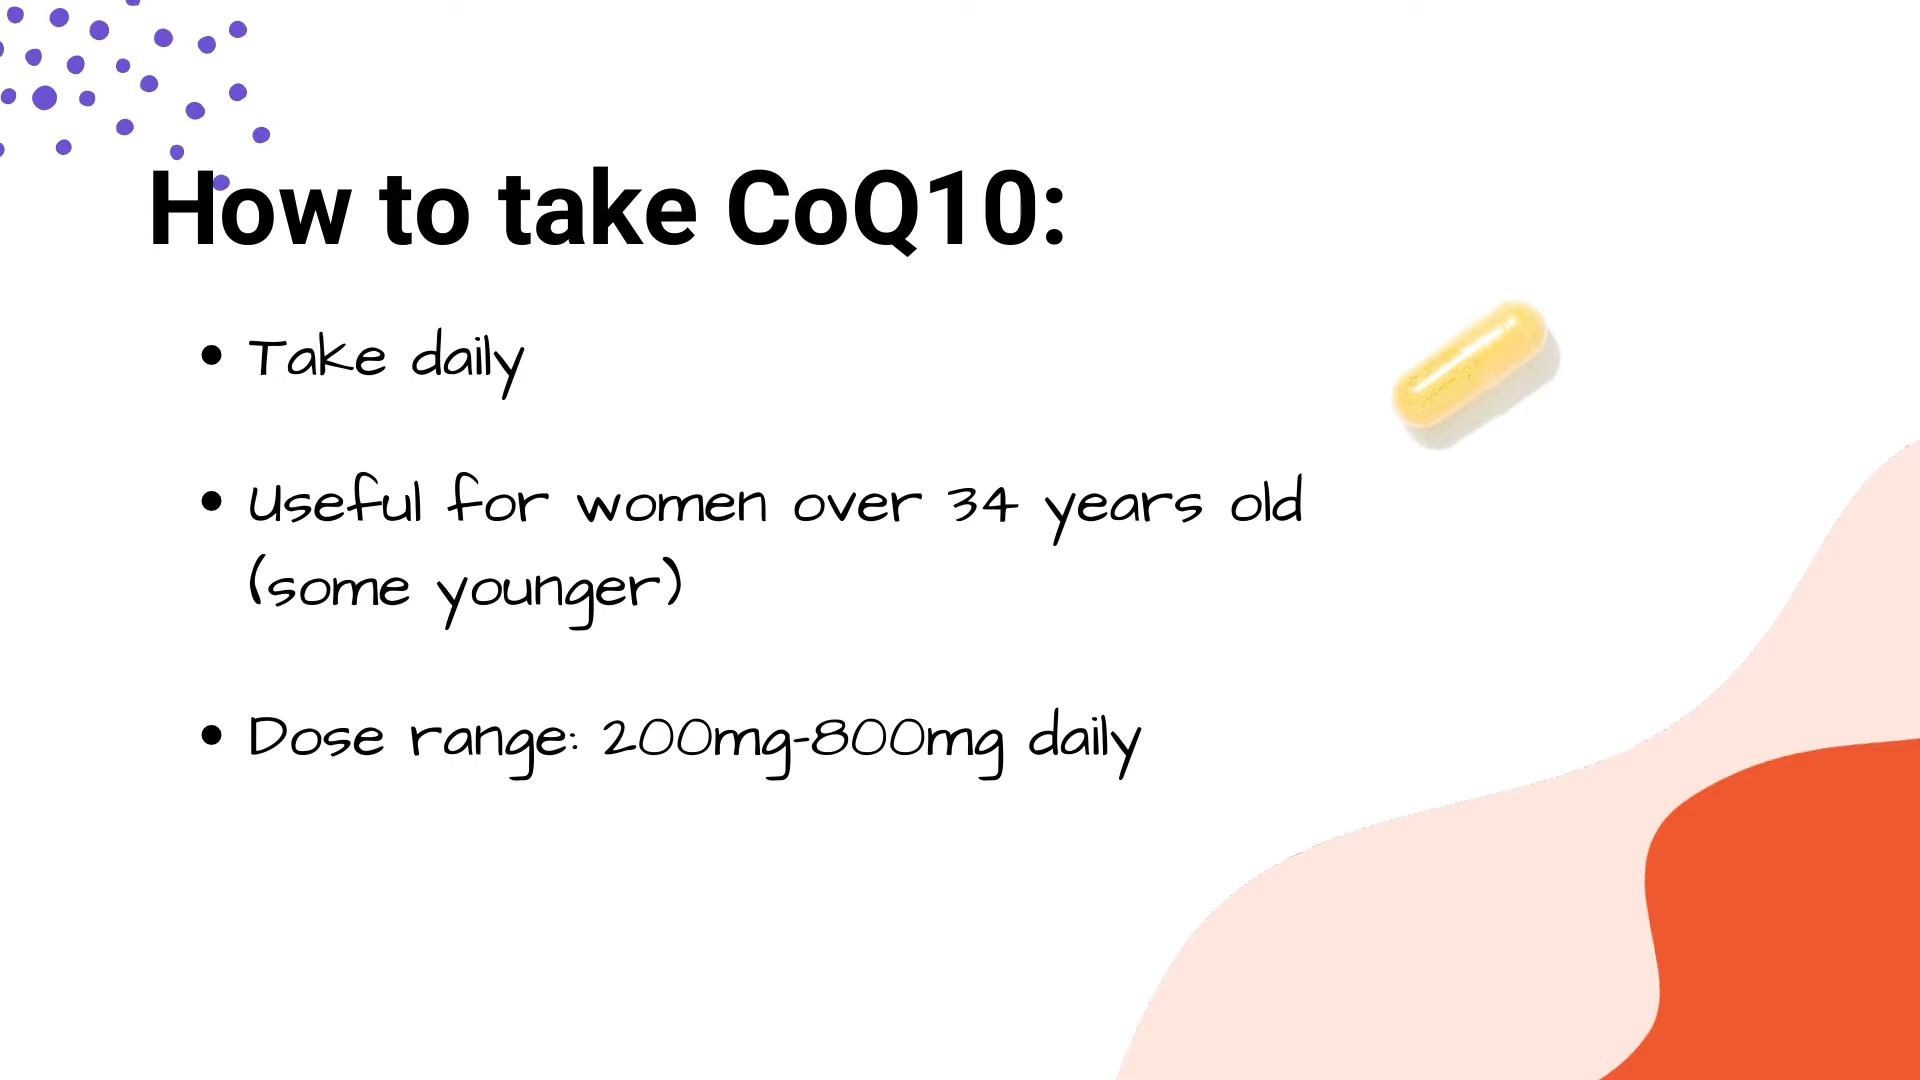 How to take CoQ10:
• Take daily
• Useful for women over 34 years old
(some younger)
• Dose range: 200mg-800mg daily